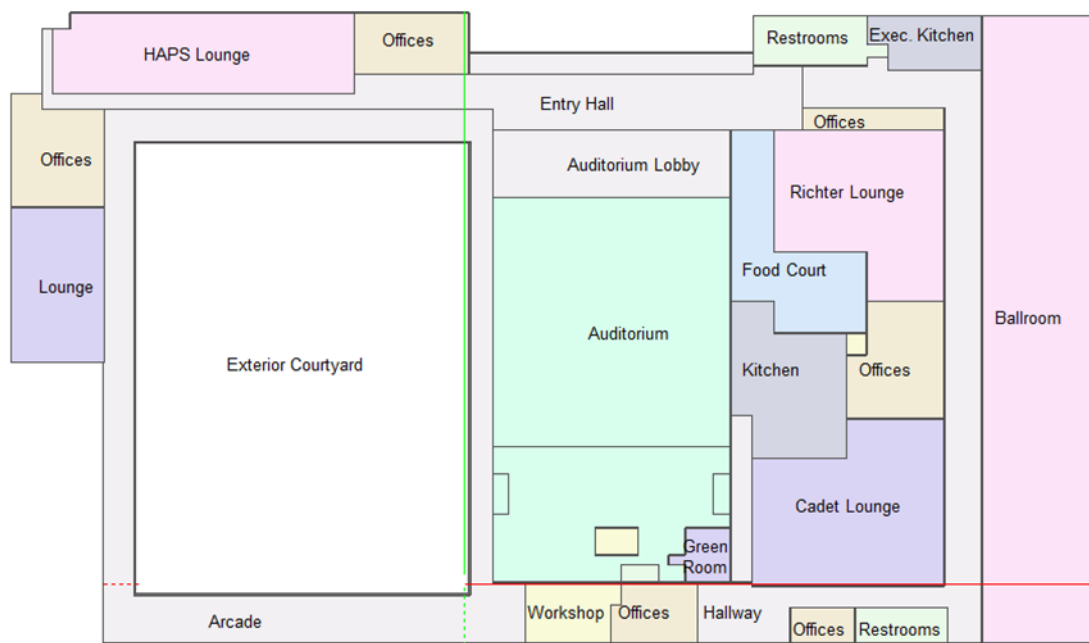 HAPS Lounge
Offices
Restrooms
Exec. Kitchen
Entry Hall
Offices
Offices
Auditorium Lobby
Richter Lounge
Lounge
Food Court
Ballroom
Auditorium
Exterior Courtyard
Kitchen
Offices
Cadet Lounge
Green
Room
Workshop
Offices
Hallway
Arcade
Offices
Restrooms